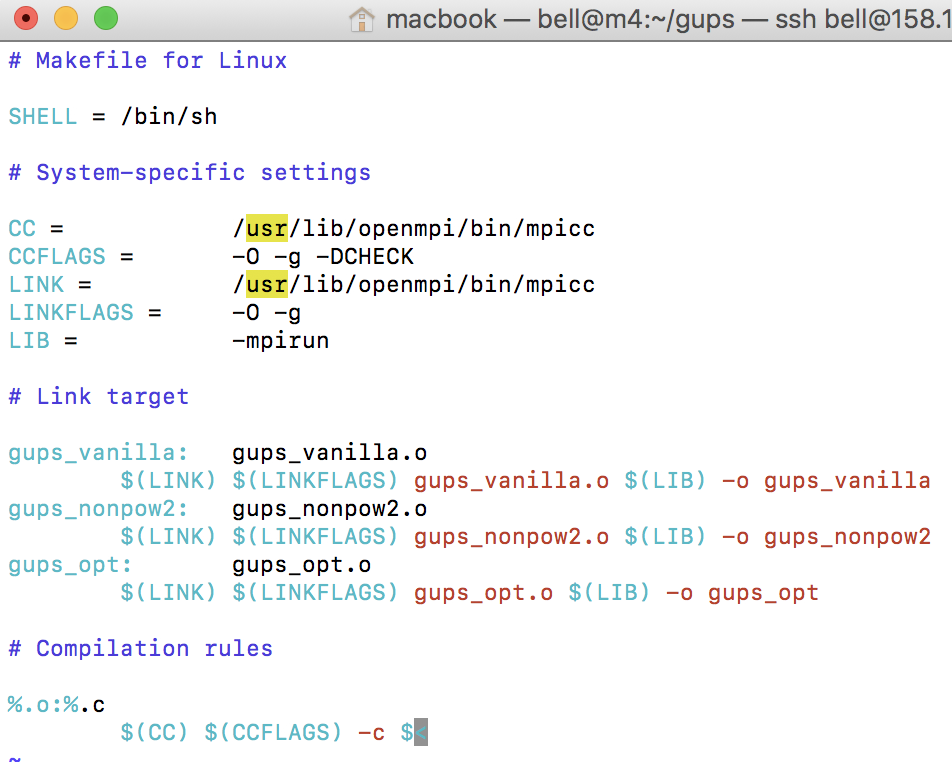 macbook — bell@m4:~/gups — ssh bell@158.1
# Makefile for Linux
SHELL = /bin/sh
# System-specific settings
CC = /usr/lib/openmpi/bin/mpicc
CCFLAGS = -O -g -DCHECK
LINK = /usr/lib/openmpi/bin/mpicc
LINKFLAGS = -O -g
LIB = -mpirun
# Link target
gups_vanilla: gups_vanilla.o
$(LINK) $(LINKFLAGS) gups_vanilla.o $(LIB) -o gups_vanilla
gups_nonpow2: gups_nonpow2.o
$(LINK) $(LINKFLAGS) gups_nonpow2.o $(LIB) -o gups_nonpow2
gups_opt: gups_opt.o
$(LINK) $(LINKFLAGS) gups_opt.o $(LIB) -o gups_opt
# Compilation rules
%.o:%.c
$(CC) $(CCFLAGS) -c $<
~